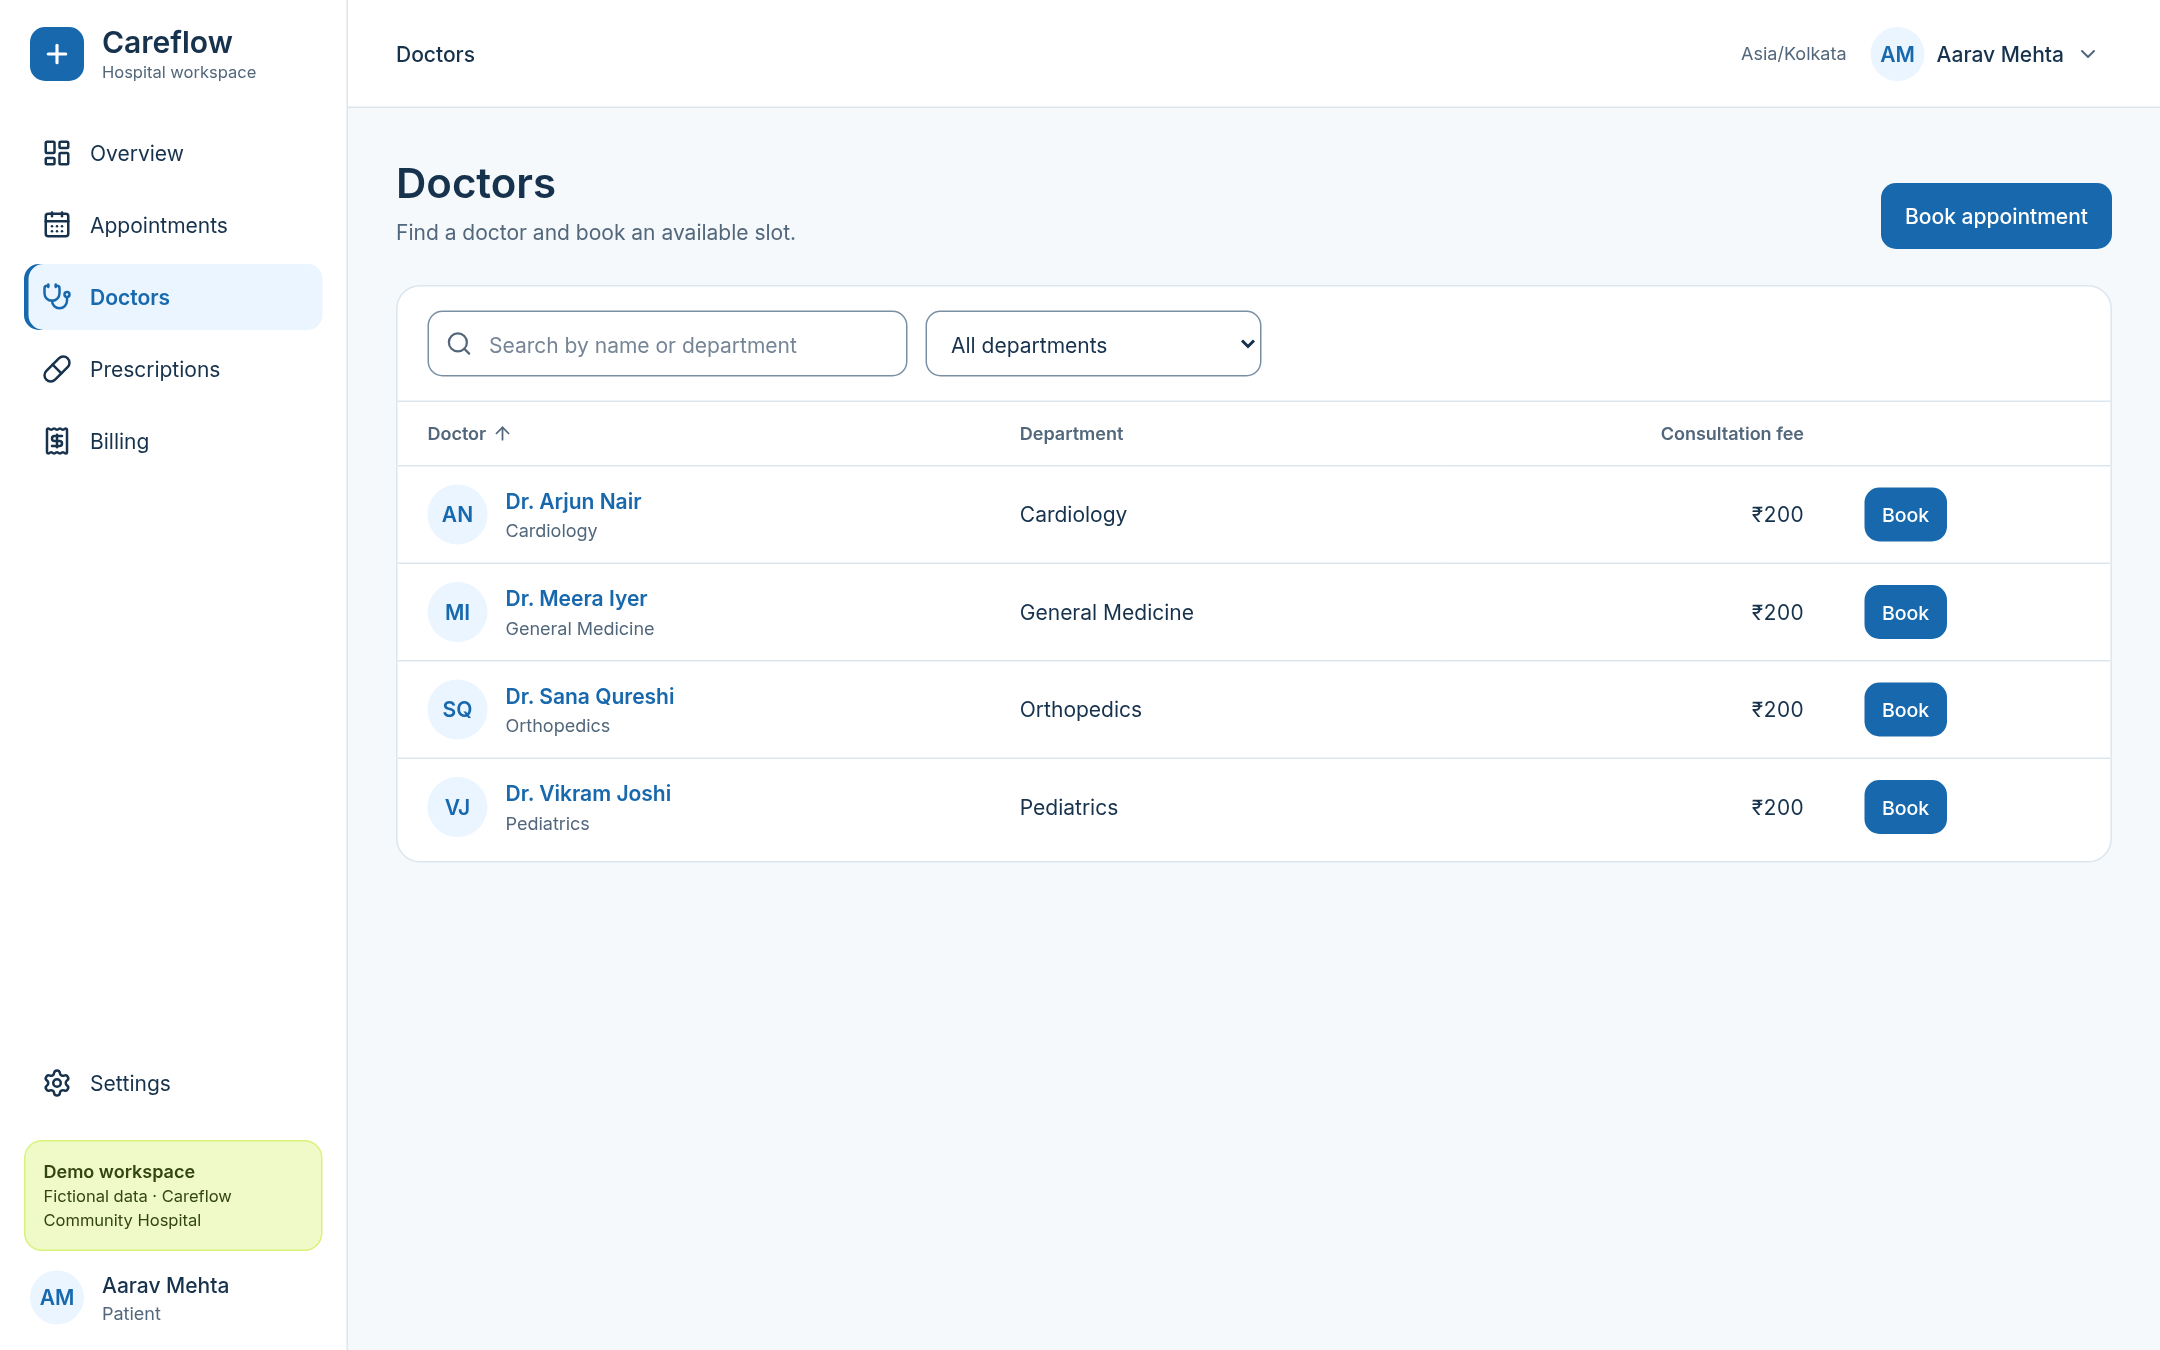 Careflow
Hospital workspace
Overview
Appointments
Doctors
Prescriptions
Billing
Settings
Demo workspace
Fictional data · Careflow
Community Hospital
AM
Aarav Mehta
Patient
Doctors
Asia/Kolkata
AM
Aarav Mehta
Doctors
Find a doctor and book an available slot.
Book appointment
Search by name or department
All departments
Doctor
Department
Consultation fee
AN
Dr. Arjun Nair
Cardiology
Cardiology
₹200
Book
MI
Dr. Meera Iyer
General Medicine
General Medicine
₹200
Book
SQ
Dr. Sana Qureshi
Orthopedics
Orthopedics
₹200
Book
VJ
Dr. Vikram Joshi
Pediatrics
Pediatrics
₹200
Book